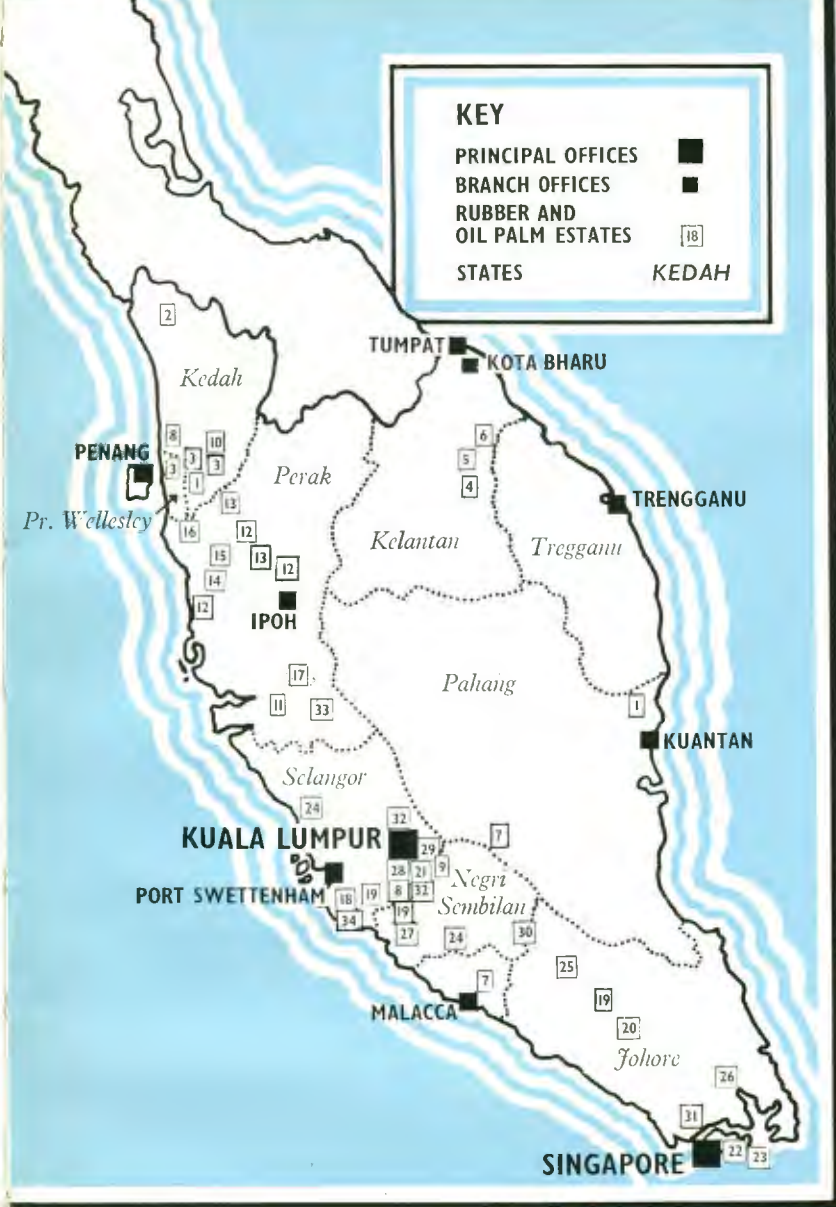 KEY
PRINCIPAL OFFICES
BRANCH OFFICES
RUBBER AND
OIL PALM ESTATES 18
STATES KEDAH
2
TUMPAT
KOTA BHARU
Kedah
8
10
6
PENANG
3
3
3
5
Perak
1
4
13
TRENGGANU
Pr. Wellesley
16
12
Kelantan
Tregganu
15
13
12
14
12
IPOH
17
Pahang
11
33
1
KUANTAN
Selangor
24
32
7
KUALA LUMPUR
29
28
21
9
Negri
PORT SWETTENHAM
18
19
8
32
Sembilan
34
19
27
24
30
25
7
19
MALACCA
20
Johore
26
31
SINGAPORE
22
23